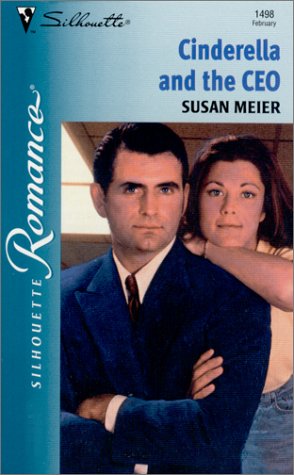 Silhouette®
1498
February
Cinderella
and the CEO
SUSAN MEIER
SILHOUETTE Romance®